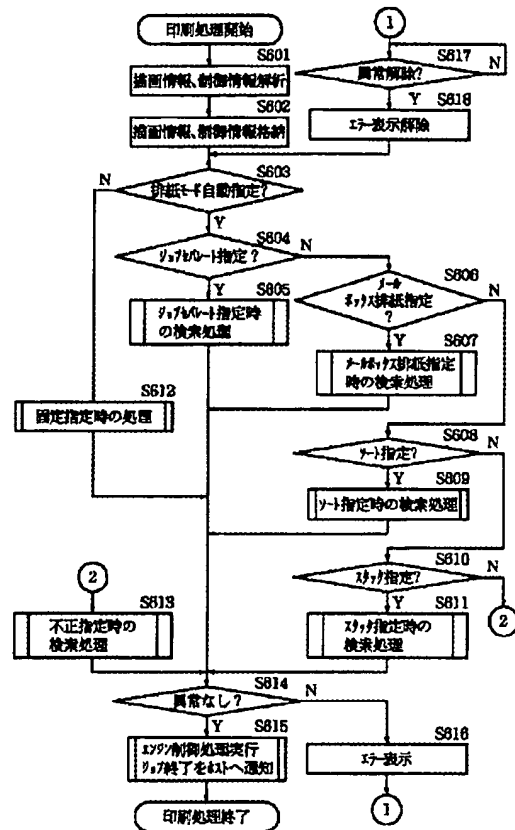 印刷処理開始
S601
描画情報、制御情報解析
S602
描画情報、制御情報格納
1
S617
異常解除?
N
Y
S618
エラー表示解除
S603
排紙モード自動指定?
N
Y
S604
ジョブセパレート指定?
N
Y
S605
ジョブセパレート指定時
の検索処理
S606
メール
ボックス排紙指定
?
N
Y
S607
メールボックス排紙指定
時の検索処理
S612
固定指定時の処理
S608
ソート指定?
N
Y
S609
ソート指定時の検索処理
S610
スタック指定?
N
Y
2
S611
スタック指定時の
検索処理
2
S613
不正指定時の
検索処理
S614
異常なし?
N
Y
S615
エンジン制御処理実行
ジョブ終了をホストへ通知
S616
エラー表示
1
印刷処理終了